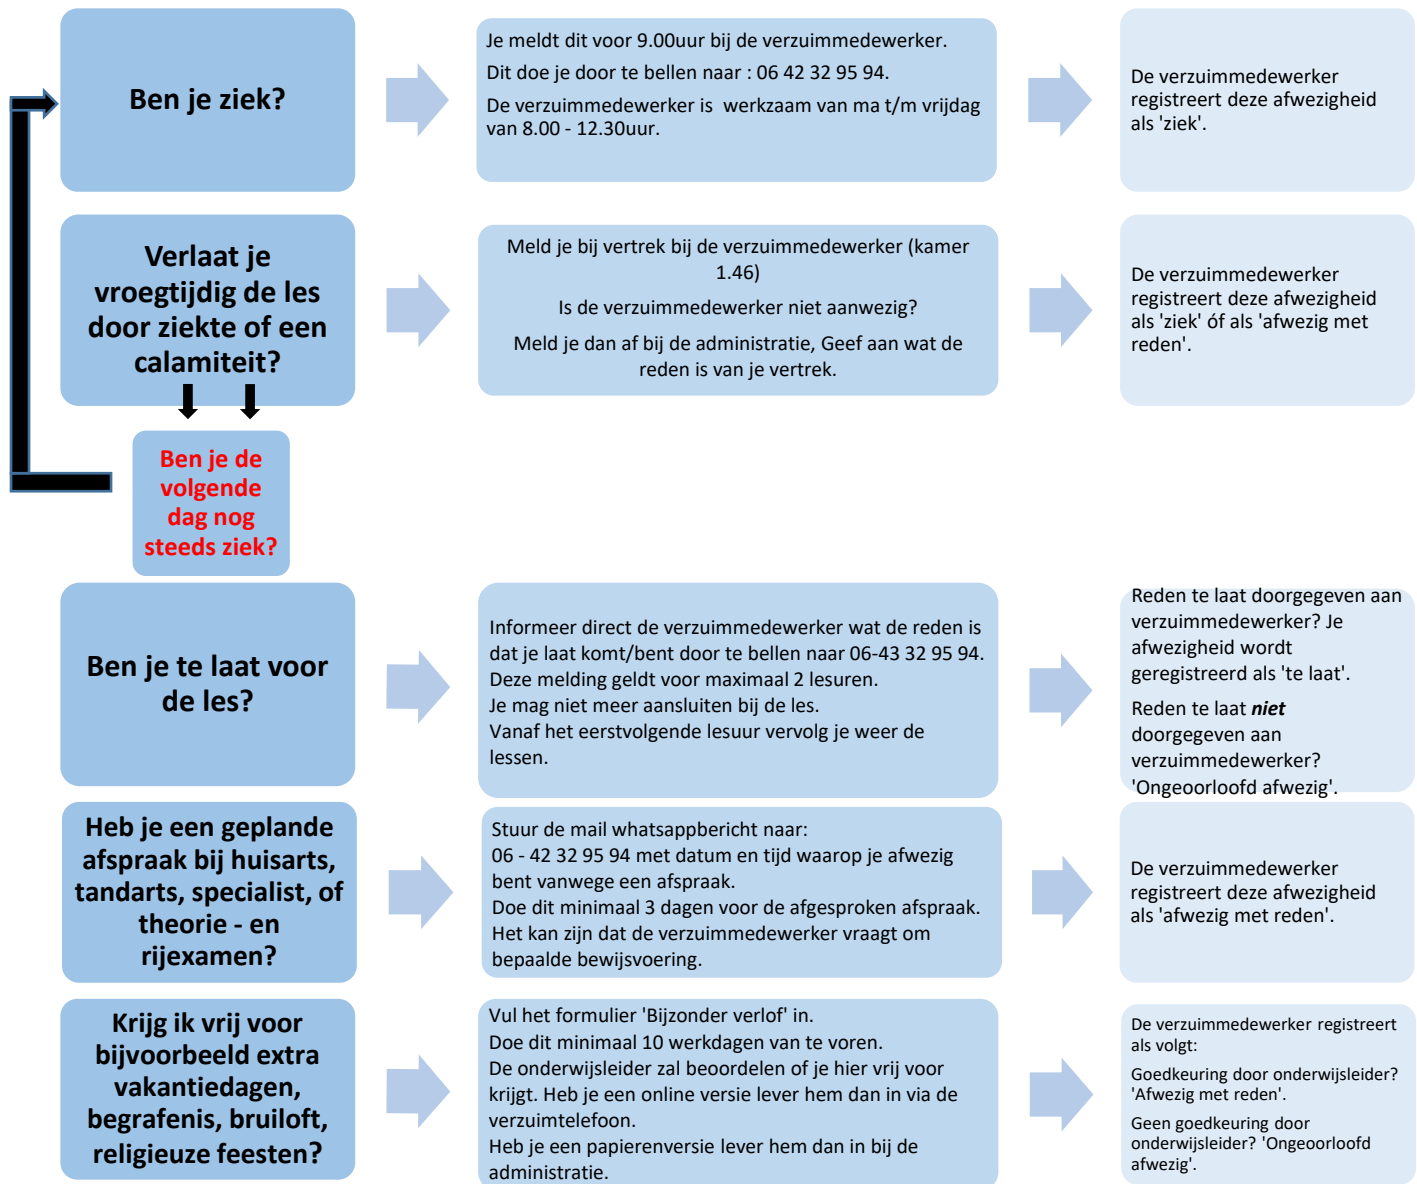 Ben je ziek?
Je meldt dit voor 9.00uur bij de verzuimmedewerker.
Dit doe je door te bellen naar : 06 42 32 95 94.
De verzuimmedewerker is werkzaam van ma t/m vrijdag
van 8.00 - 12.30uur.
De verzuimmedewerker
registreert deze afwezigheid
als 'ziek'.
Verlaat je
vroegtijdig de les
door ziekte of een
calamiteit?
Meld je bij vertrek bij de verzuimmedewerker (kamer
1.46)
Is de verzuimmedewerker niet aanwezig?
Meld je dan af bij de administratie, Geef aan wat de
reden is van je vertrek.
De verzuimmedewerker
registreert deze afwezigheid
als 'ziek' óf als 'afwezig met
reden'.
Ben je de
volgende
dag nog
steeds ziek?
Ben je te laat voor
de les?
Informeer direct de verzuimmedewerker wat de reden is
dat je laat komt/bent door te bellen naar 06-43 32 95 94.
Deze melding geldt voor maximaal 2 lesuren.
Je mag niet meer aansluiten bij de les.
Vanaf het eerstvolgende lesuur vervolg je weer de
lessen.
Reden te laat doorgegeven aan
verzuimmedewerker? Je
afwezigheid wordt
geregistreerd als 'te laat'.
Reden te laat niet
doorgegeven aan
verzuimmedewerker?
'Ongeoorloofd afwezig'.
Heb je een geplande
afspraak bij huisarts,
tandarts, specialist, of
theorie - en
rijexamen?
Stuur de mail whatsappbericht naar:
06 - 42 32 95 94 met datum en tijd waarop je afwezig
bent vanwege een afspraak.
Doe dit minimaal 3 dagen voor de afgesproken afspraak.
Het kan zijn dat de verzuimmedewerker vraagt om
bepaalde bewijsvoering.
De verzuimmedewerker
registreert deze afwezigheid
als 'afwezig met reden'.
Krijg ik vrij voor
bijvoorbeeld extra
vakantiedagen,
begrafenis, bruiloft,
religieuze feesten?
Vul het formulier 'Bijzonder verlof' in.
Doe dit minimaal 10 werkdagen van te voren.
De onderwijsleider zal beoordelen of je hier vrij voor
krijgt. Heb je een online versie lever hem dan in via de
verzuimtelefoon.
Heb je een papierenversie lever hem dan in bij de
administratie.
De verzuimmedewerker registreert
als volgt:
Goedkeuring door onderwijsleider?
'Afwezig met reden'.
Geen goedkeuring door
onderwijsleider? 'Ongeoorloofd
afwezig'.